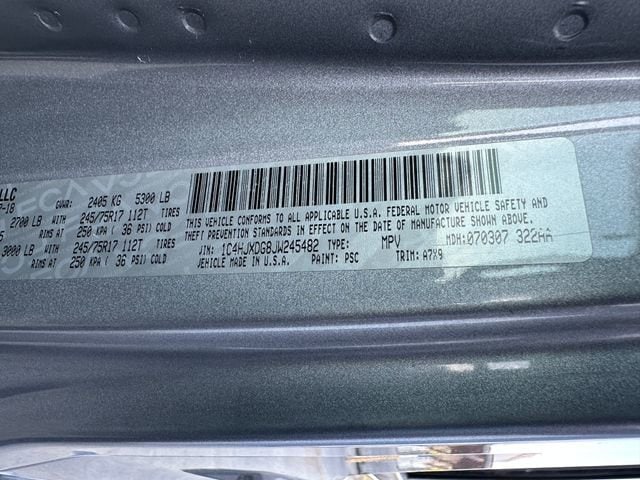 LLC
-18 GVWR: 2405 KG 5300 LB
2700 LB WITH 245/75R17 112T TIRES
RIMS AT 250 KPA ( 36 PSI) COLD
3000 LB WITH 245/75R17 112T TIRES
RIMS AT 250 KPA ( 36 PSI) COLD
THIS VEHICLE CONFORMS TO ALL APPLICABLE U.S.A. FEDERAL MOTOR VEHICLE SAFETY AND
THEFT PREVENTION STANDARDS IN EFFECT ON THE DATE OF MANUFACTURE SHOWN ABOVE.
VIN: 1C4HJXDG8JW245482 TYPE: MPV MDH:070307 322AA
VEHICLE MADE IN U.S.A. PAINT: PSC TRIM: A7X9